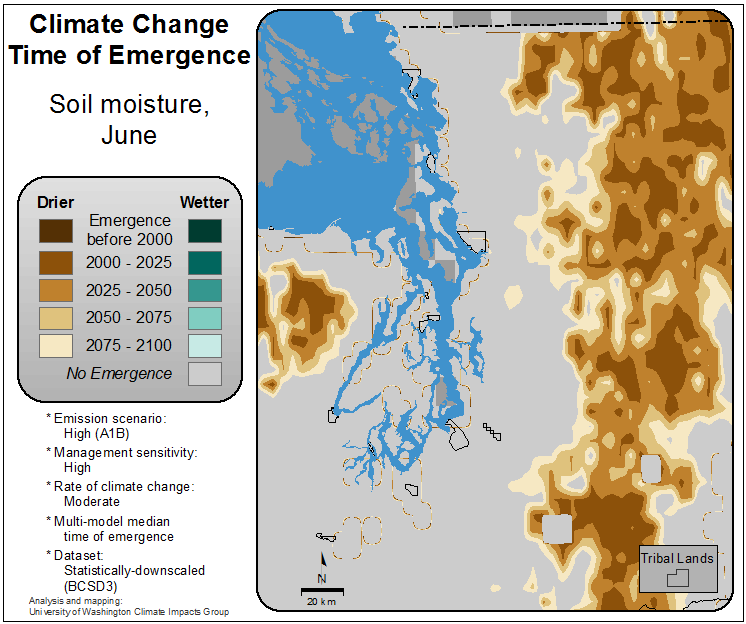 Climate Change
Time of Emergence
Soil moisture,
June
Drier Wetter
Emergence
before 2000
2000 - 2025
2025 - 2050
2050 - 2075
2075 - 2100
No Emergence
* Emission scenario:
High (A1B)
* Management sensitivity:
High
* Rate of climate change:
Moderate
* Multi-model median
time of emergence
* Dataset:
Statistically-downscaled
(BCSD3)
Analysis and mapping:
University of Washington Climate Impacts Group
N
20 km
Tribal Lands